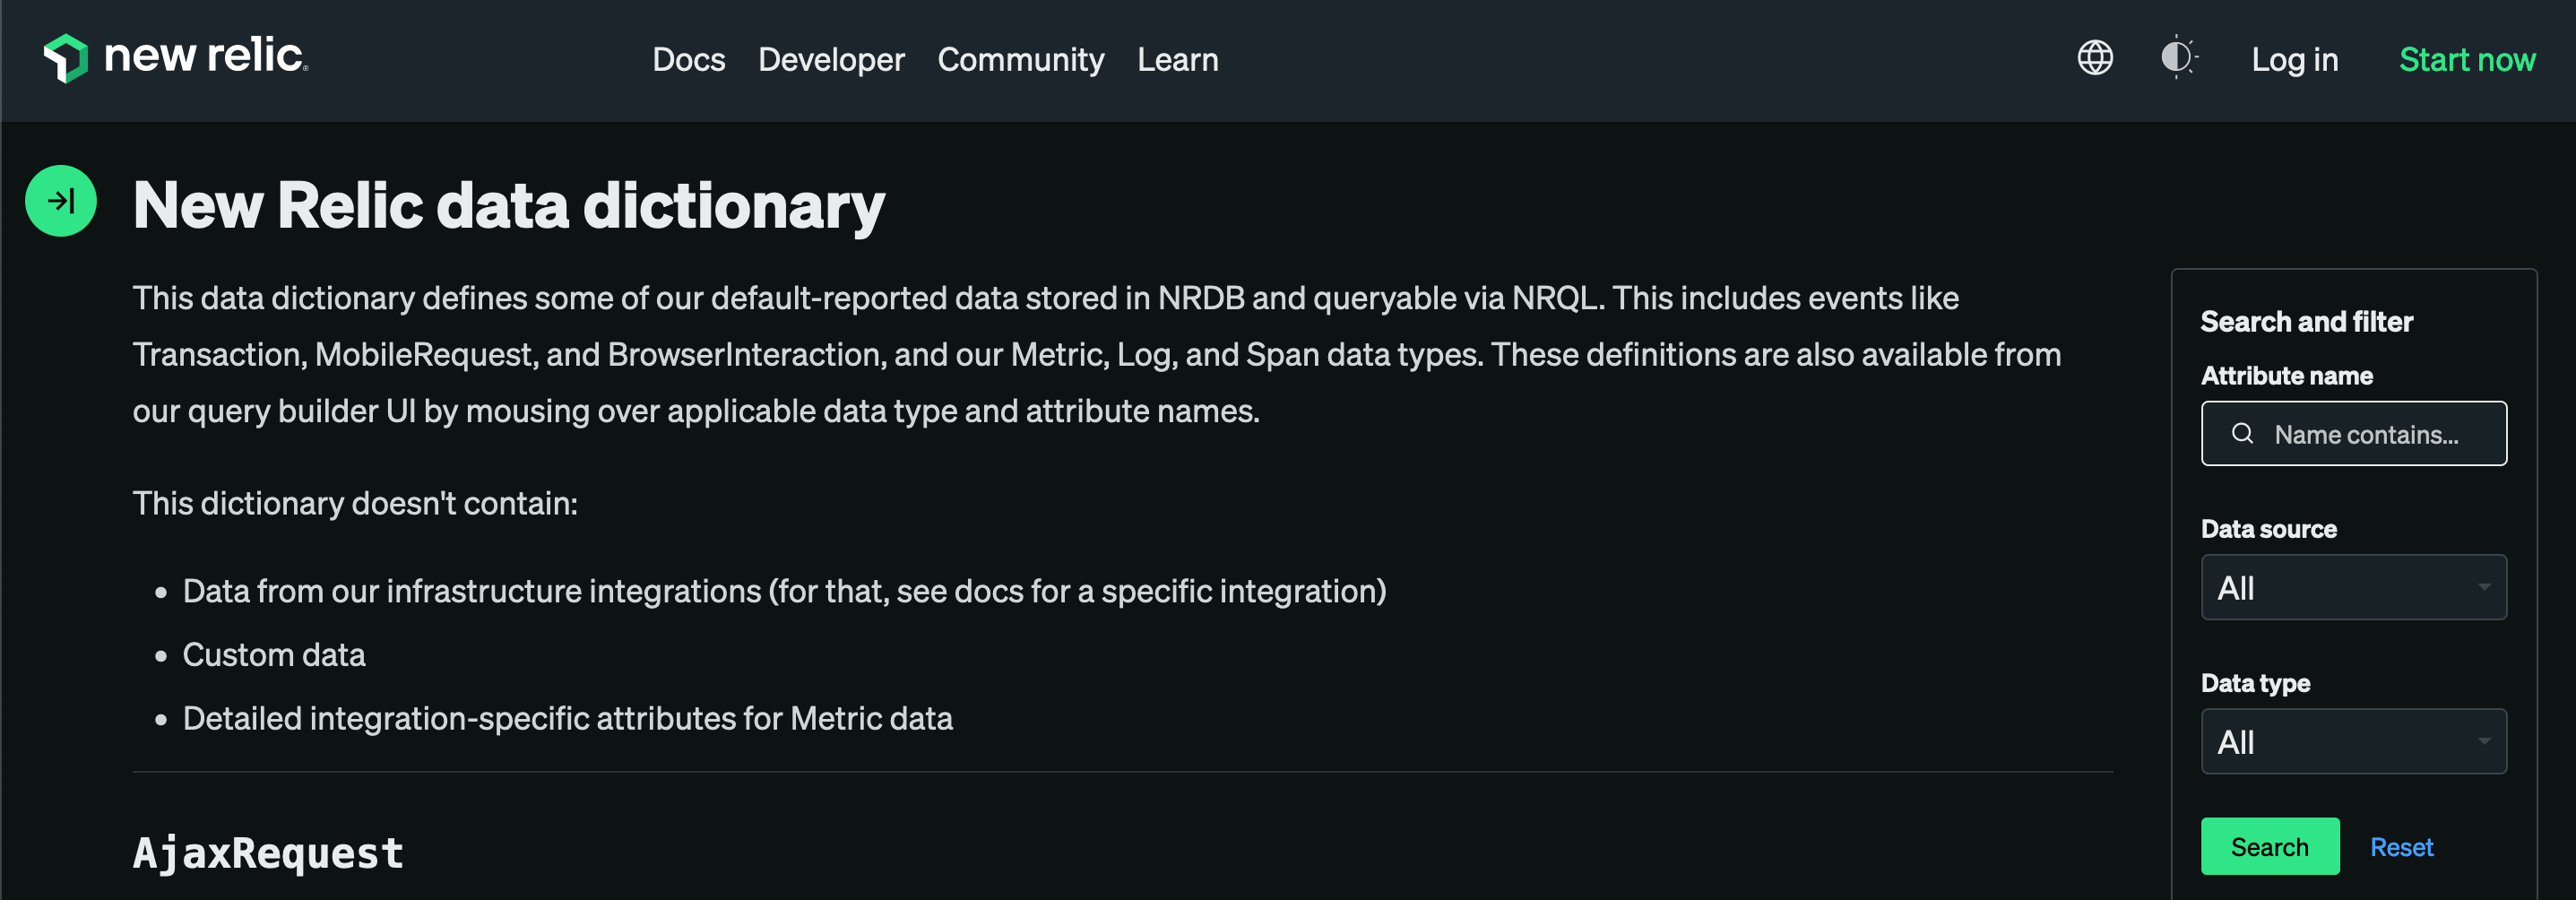 new relic
Docs Developer Community Learn
Log in Start now
New Relic data dictionary
This data dictionary defines some of our default-reported data stored in NRDB and queryable via NRQL. This includes events like
Transaction, MobileRequest, and BrowserInteraction, and our Metric, Log, and Span data types. These definitions are also available from
our query builder UI by mousing over applicable data type and attribute names.
This dictionary doesn't contain:
• Data from our infrastructure integrations (for that, see docs for a specific integration)
• Custom data
• Detailed integration-specific attributes for Metric data
AjaxRequest
Search and filter
Attribute name
Name contains...
Data source
All
Data type
All
Search Reset